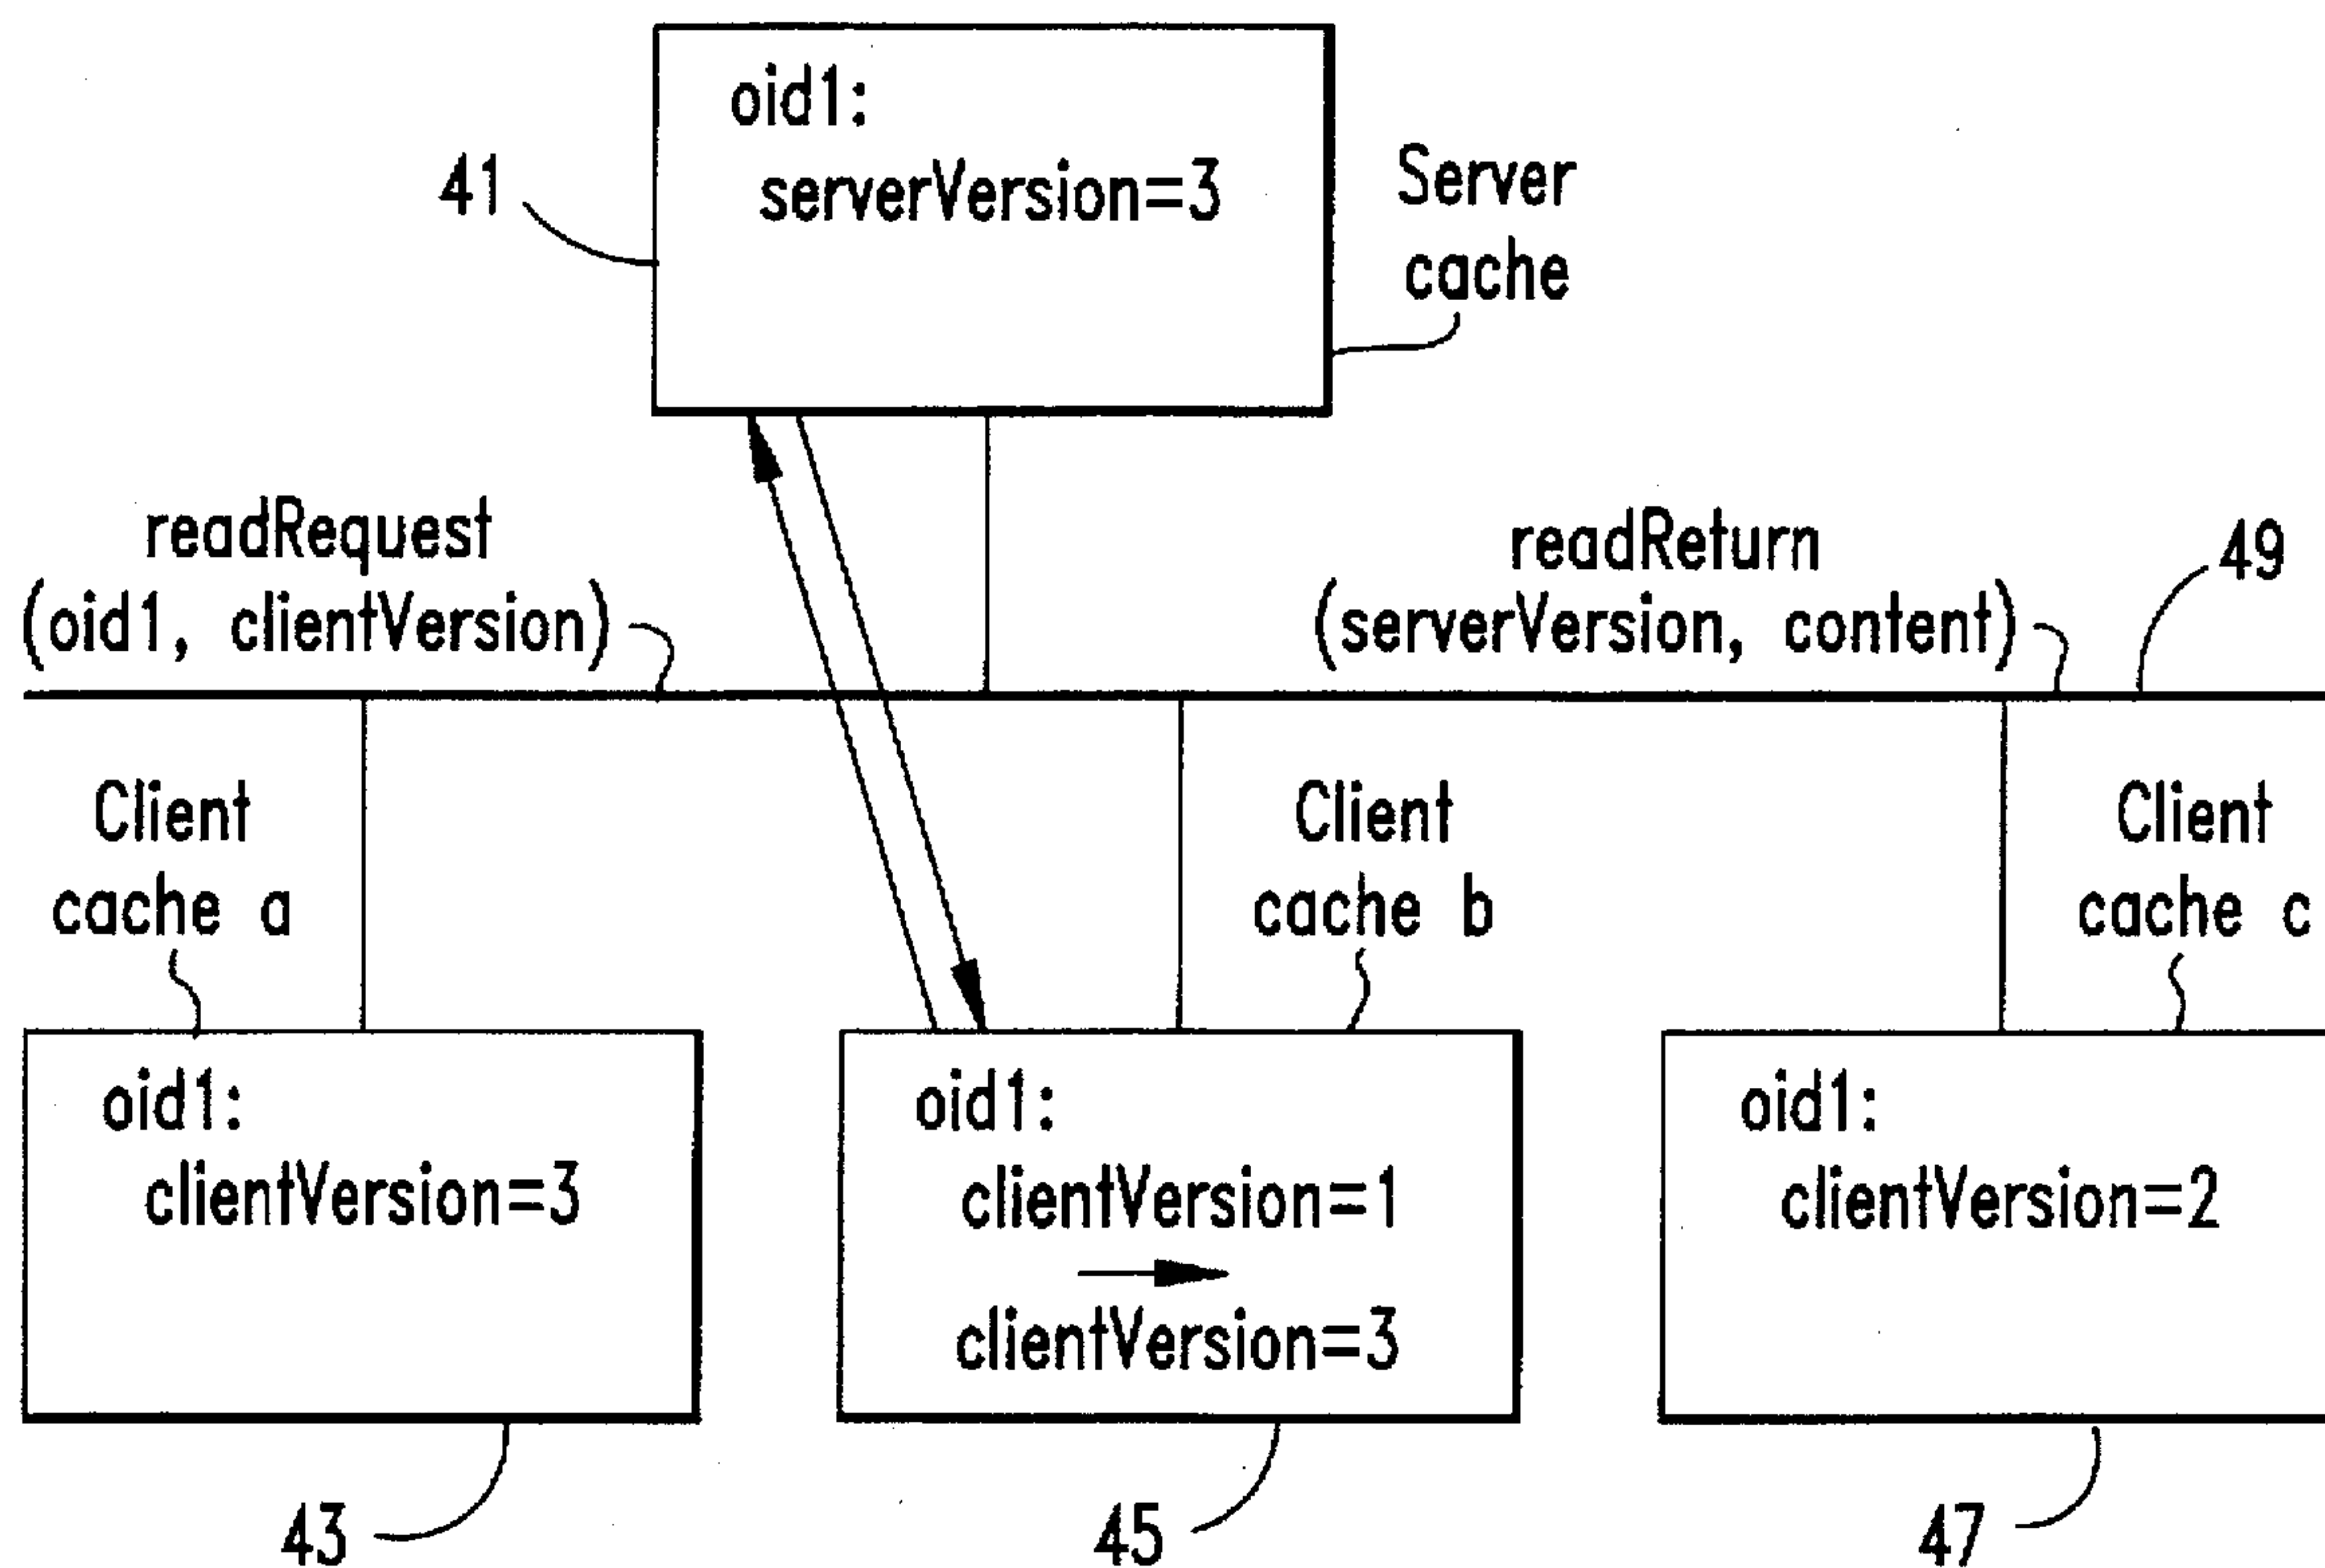 oid1:
serverVersion=3
41
Server
cache
readRequest
(oid1, clientVersion)
readReturn
(serverVersion, content)
49
Client
cache a
Client
cache b
Client
cache c
oid1:
clientVersion=3
oid1:
clientVersion=1
clientVersion=3
oid1:
clientVersion=2
43
45
47